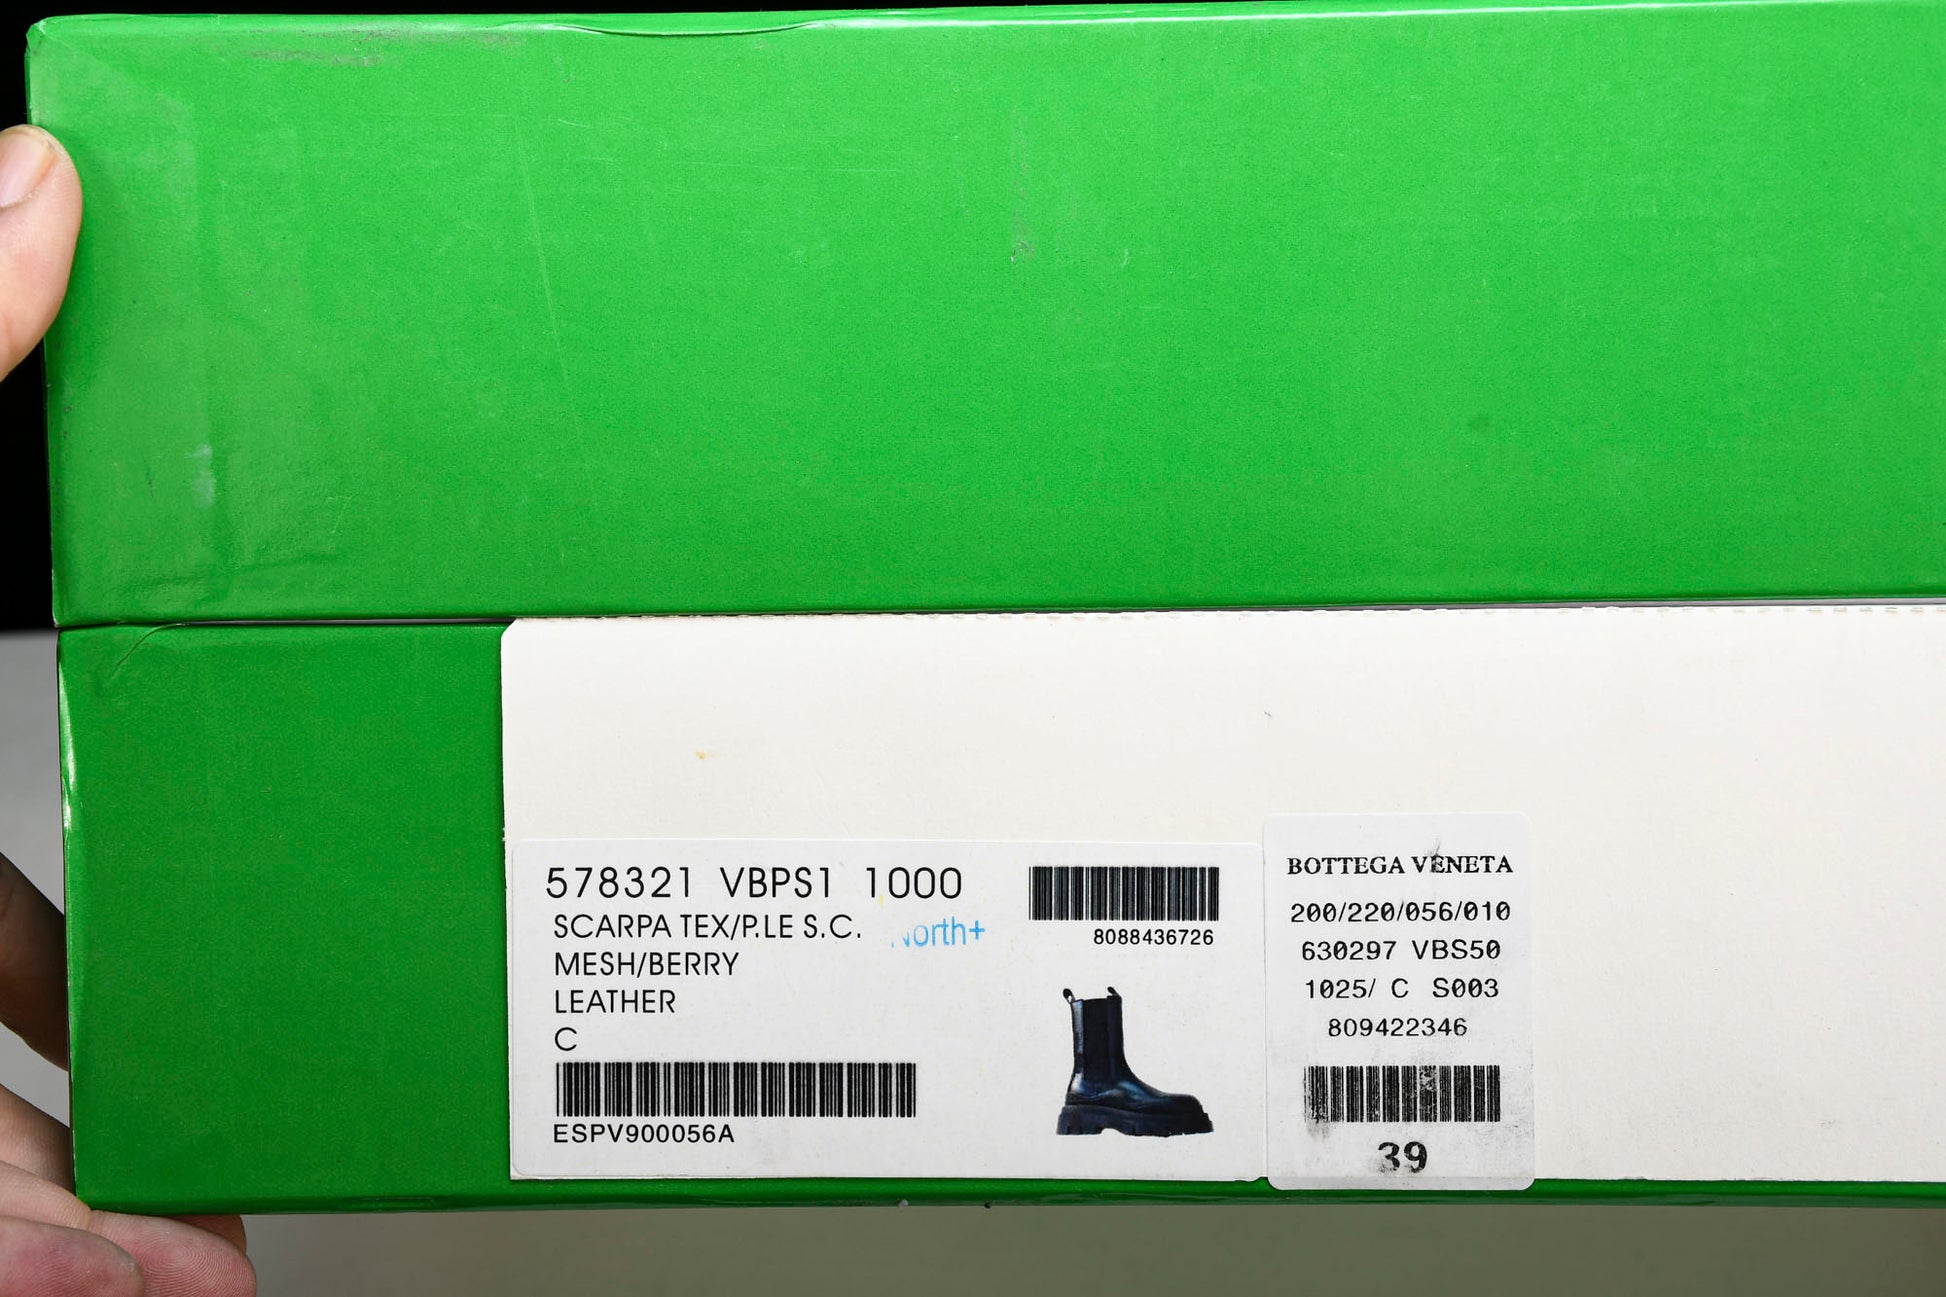 578321 VBPS1 1000
SCARPA TEX/P.LE S.C.
North+
MESH/BERRY
LEATHER
C
ESPV900056A
8088436726
BOTTEGA VENETA
200/220/056/010
630297 VBS50
1025/ C S003
809422346
39